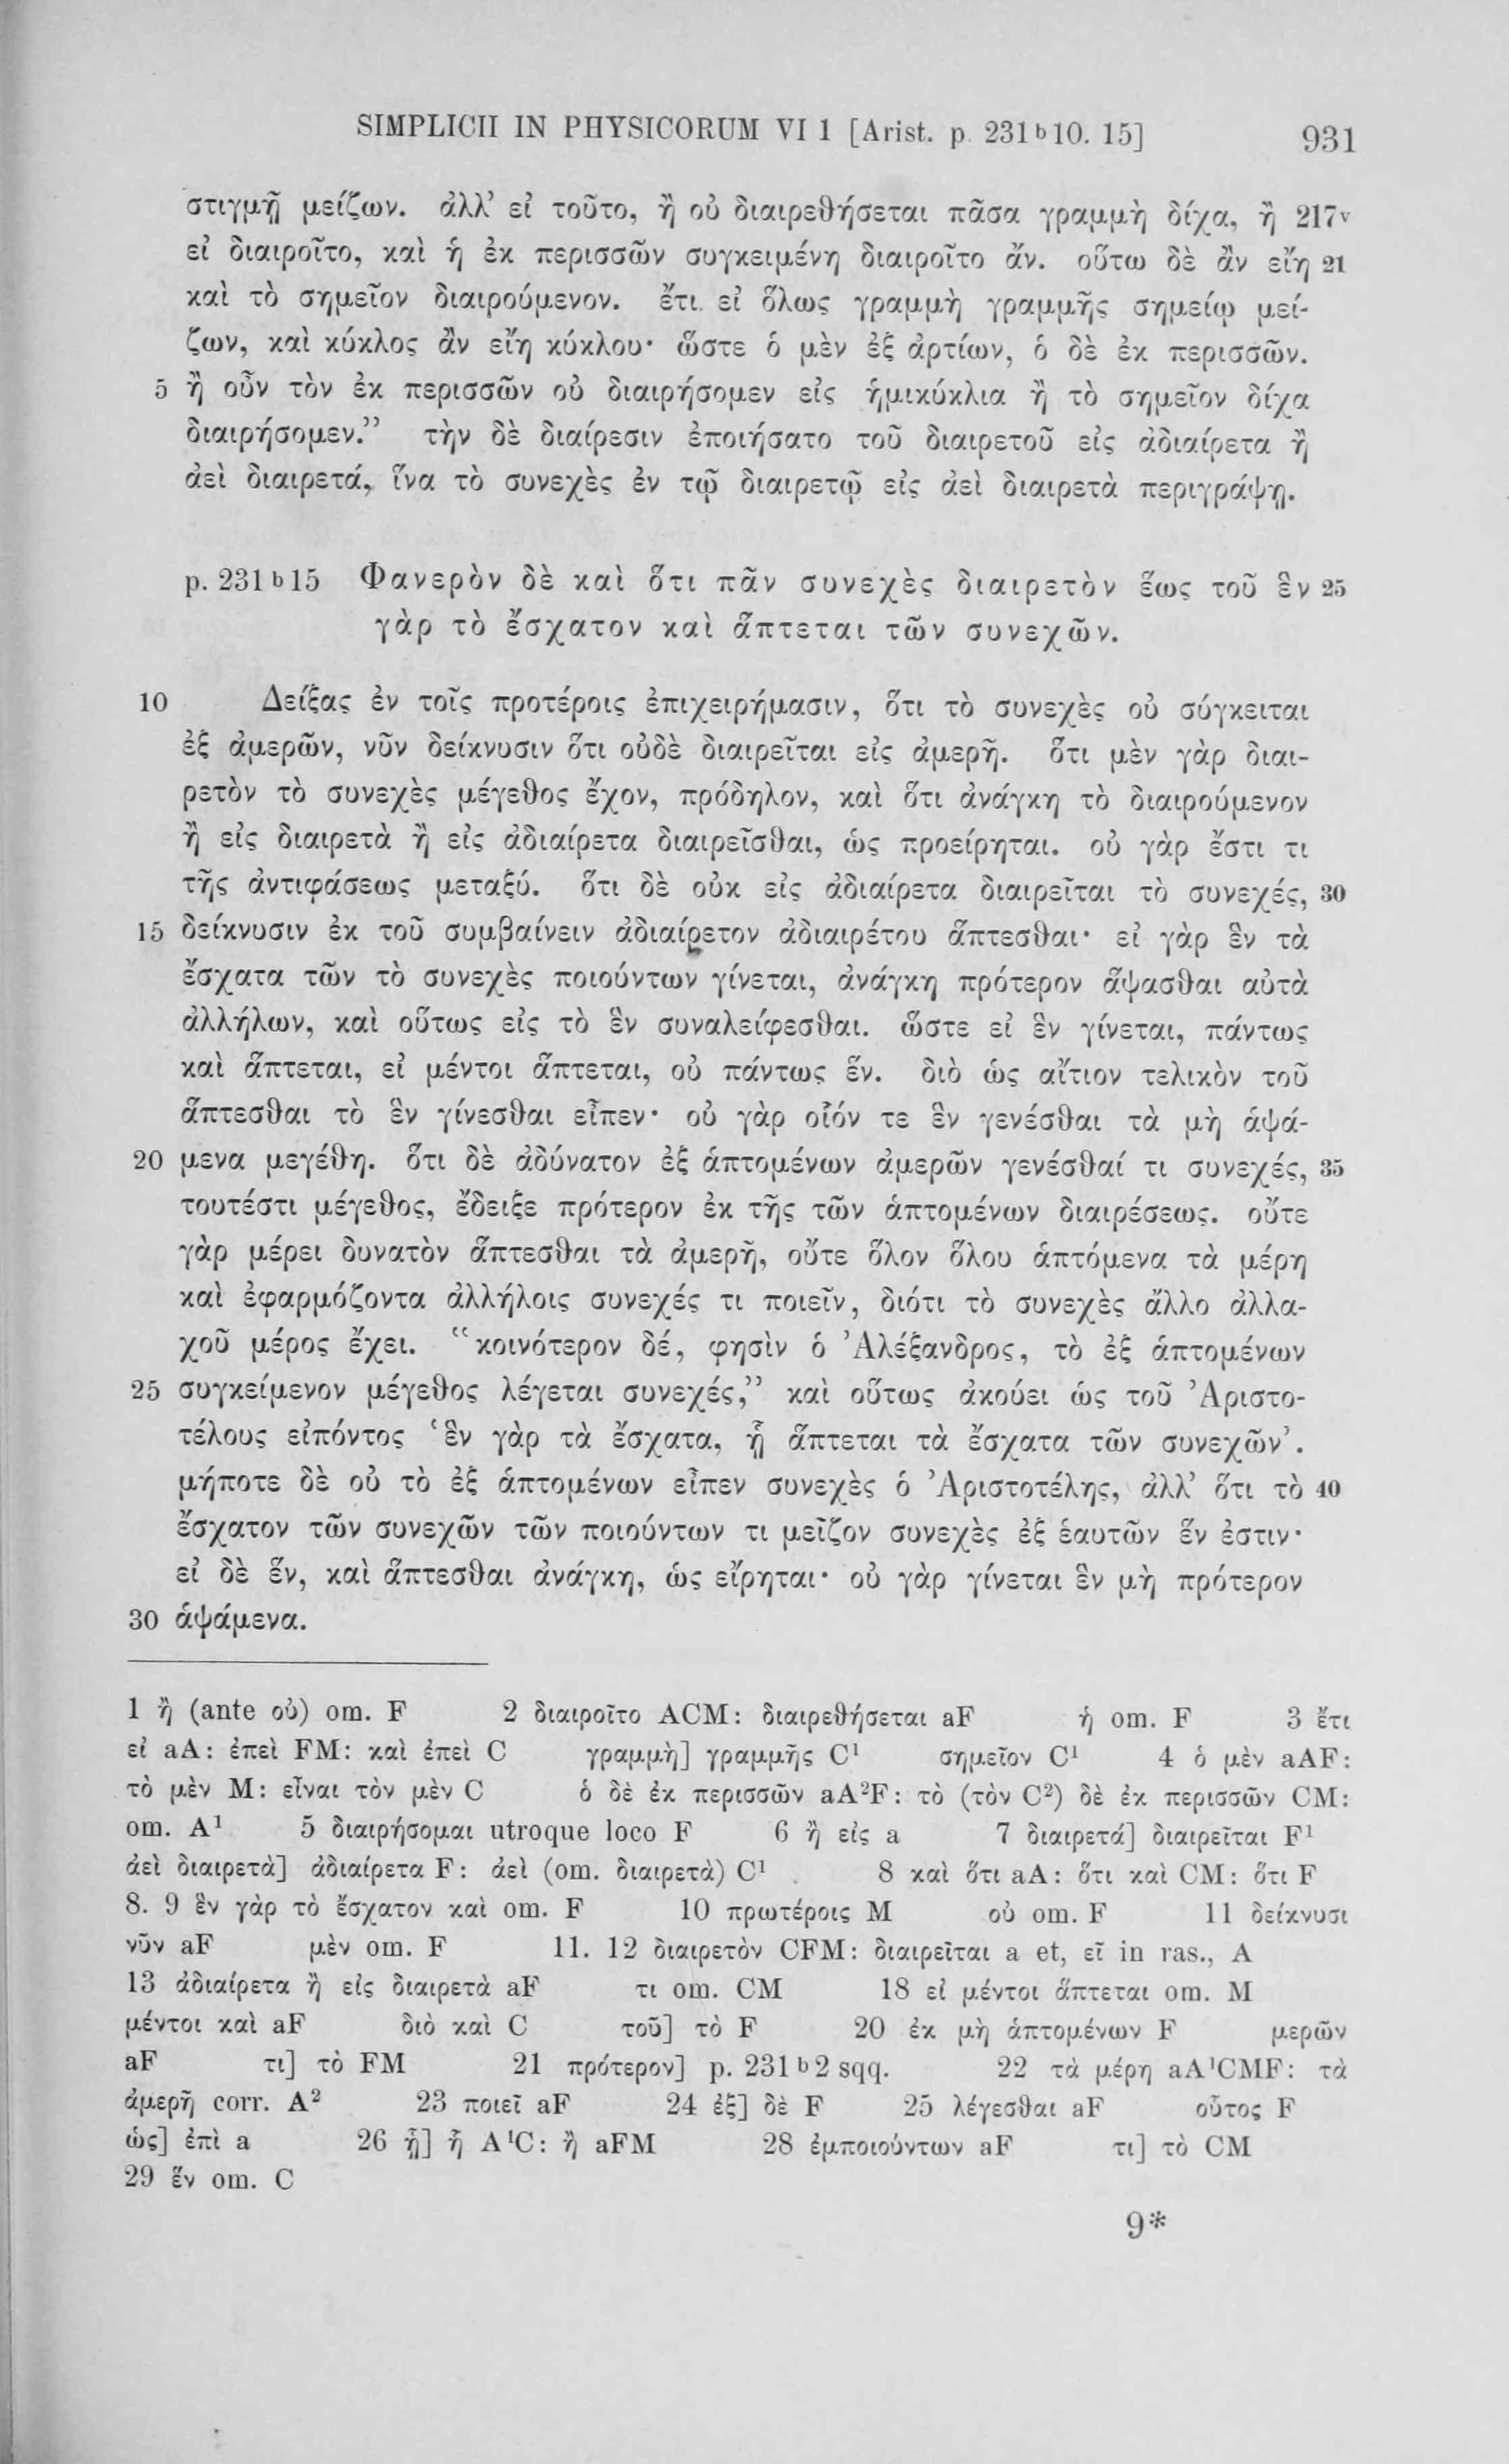 SIMPLICII IN PHYSICORUM VI 1 [Arist. p. 231b10. 15] 931
στιγμῇ μείζων. ἀλλ’ εἰ τοῦτο, ἢ οὐ διαιρεθήσεται πᾶσα γραμμὴ δίχα, ἢ 217v
εἰ διαιροῖτο, καὶ ἡ ἐκ περισσῶν συγκειμένη διαιροῖτο ἄν. οὕτω δὲ ἂν εἴη 21
καὶ τὸ σημεῖον διαιρούμενον. ἔτι εἰ ὅλως γραμμὴ γραμμῆς σημείῳ μεί-
ζων, καὶ κύκλος ἂν εἴη κύκλου· ὥστε ὁ μὲν ἐξ ἀρτίων, ὁ δὲ ἐκ περισσῶν.
5 ἢ οὖν τὸν ἐκ περισσῶν οὐ διαιρήσομεν εἰς ἡμικύκλια ἢ τὸ σημεῖον δίχα
διαιρήσομεν.” τὴν δὲ διαίρεσιν ἐποιήσατο τοῦ διαιρετοῦ εἰς ἀδιαίρετα ἢ
ἀεὶ διαιρετά, ἵνα τὸ συνεχὲς ἐν τῷ διαιρετῷ εἰς ἀεὶ διαιρετὰ περιγράψῃ.
p. 231b15 Φανερὸν δὲ καὶ ὅτι πᾶν συνεχὲς διαιρετὸν ἕως τοῦ ἓν 25
γὰρ τὸ ἔσχατον καὶ ἅπτεται τῶν συνεχῶν.
10 Δείξας ἐν τοῖς προτέροις ἐπιχειρήμασιν, ὅτι τὸ συνεχὲς οὐ σύγκειται
ἐξ ἀμερῶν, νῦν δείκνυσιν ὅτι οὐδὲ διαιρεῖται εἰς ἀμερῆ. ὅτι μὲν γὰρ διαι-
ρετὸν τὸ συνεχὲς μέγεθος ἔχον, πρόδηλον, καὶ ὅτι ἀνάγκη τὸ διαιρούμενον
ἢ εἰς διαιρετὰ ἢ εἰς ἀδιαίρετα διαιρεῖσθαι, ὡς προείρηται. οὐ γὰρ ἔστι τι
τῆς ἀντιφάσεως μεταξύ. ὅτι δὲ οὐκ εἰς ἀδιαίρετα διαιρεῖται τὸ συνεχές, 30
15 δείκνυσιν ἐκ τοῦ συμβαίνειν ἀδιαίρετον ἀδιαιρέτου ἅπτεσθαι· εἰ γὰρ ἓν τὰ
ἔσχατα τῶν τὸ συνεχὲς ποιούντων γίνεται, ἀνάγκη πρότερον ἅψασθαι αὐτὰ
ἀλλήλων, καὶ οὕτως εἰς τὸ ἓν συναλείφεσθαι. ὥστε εἰ ἓν γίνεται, πάντως
καὶ ἅπτεται, εἰ μέντοι ἅπτεται, οὐ πάντως ἕν. διὸ ὡς αἴτιον τελικὸν τοῦ
ἅπτεσθαι τὸ ἓν γίνεσθαι εἶπεν· οὐ γὰρ οἷόν τε ἓν γενέσθαι τὰ μὴ ἁψά-
20 μενα μεγέθη. ὅτι δὲ ἀδύνατον ἐξ ἁπτομένων ἀμερῶν γενέσθαί τι συνεχές, 35
τουτέστι μέγεθος, ἔδειξε πρότερον ἐκ τῆς τῶν ἁπτομένων διαιρέσεως. οὔτε
γὰρ μέρει δυνατὸν ἅπτεσθαι τὰ ἀμερῆ, οὔτε ὅλον ὅλου ἁπτόμενα τὰ μέρη
καὶ ἐφαρμόζοντα ἀλλήλοις συνεχές τι ποιεῖν, διότι τὸ συνεχὲς ἄλλο ἀλλα-
χοῦ μέρος ἔχει. “κοινότερον δέ, φησὶν ὁ Ἀλέξανδρος, τὸ ἐξ ἁπτομένων
25 συγκείμενον μέγεθος λέγεται συνεχές,” καὶ οὕτως ἀκούει ὡς τοῦ Ἀριστο-
τέλους εἰπόντος ‘ἓν γὰρ τὰ ἔσχατα, ᾗ ἅπτεται τὰ ἔσχατα τῶν συνεχῶν’.
μήποτε δὲ οὐ τὸ ἐξ ἁπτομένων εἶπεν συνεχὲς ὁ Ἀριστοτέλης, ἀλλ’ ὅτι τὸ 40
ἔσχατον τῶν συνεχῶν τῶν ποιούντων τι μεῖζον συνεχὲς ἐξ ἑαυτῶν ἕν ἐστιν·
εἰ δὲ ἕν, καὶ ἅπτεσθαι ἀνάγκη, ὡς εἴρηται· οὐ γὰρ γίνεται ἓν μὴ πρότερον
30 ἁψάμενα.
1 ἢ (ante οὐ) om. F 2 διαιροῖτο ACM: διαιρεθήσεται aF ἡ om. F 3 ἔτι
εἰ aA: ἐπεὶ FM: καὶ ἐπεὶ C γραμμὴ] γραμμῆς C1 σημεῖον C1 4 ὁ μὲν aAF:
τὸ μὲν M: εἶναι τὸν μὲν C ὁ δὲ ἐκ περισσῶν aA2F: τὸ (τὸν C2) δὲ ἐκ περισσῶν CM:
om. A1 5 διαιρήσομαι utroque loco F 6 ἢ εἰς a 7 διαιρετά] διαιρεῖται F1
ἀεὶ διαιρετὰ] ἀδιαίρετα F: ἀεὶ (om. διαιρετὰ) C1 8 καὶ ὅτι aA: ὅτι καὶ CM: ὅτι F
8. 9 ἓν γὰρ τὸ ἔσχατον καὶ om. F 10 πρωτέροις M οὐ om. F 11 δείκνυσι
νῦν aF μὲν om. F 11. 12 διαιρετὸν CFM: διαιρεῖται a et, εῖ in ras., A
13 ἀδιαίρετα ἢ εἰς διαιρετὰ aF τι om. CM 18 εἰ μέντοι ἅπτεται om. M
μέντοι καὶ aF διὸ καὶ C τοῦ] τὸ F 20 ἐκ μὴ ἁπτομένων F μερῶν
aF τι] τὸ FM 21 πρότερον] p. 231b2 sqq. 22 τὰ μέρη aA1CMF: τὰ
ἀμερῆ corr. A2 23 ποιεῖ aF 24 ἐξ] δὲ F 25 λέγεσθαι aF οὗτος F
ὡς] ἐπὶ a 26 ᾗ] ἦ A1C: ἢ aFM 28 ἐμποιούντων aF τι] τὸ CM
29 ἕν om. C
9*